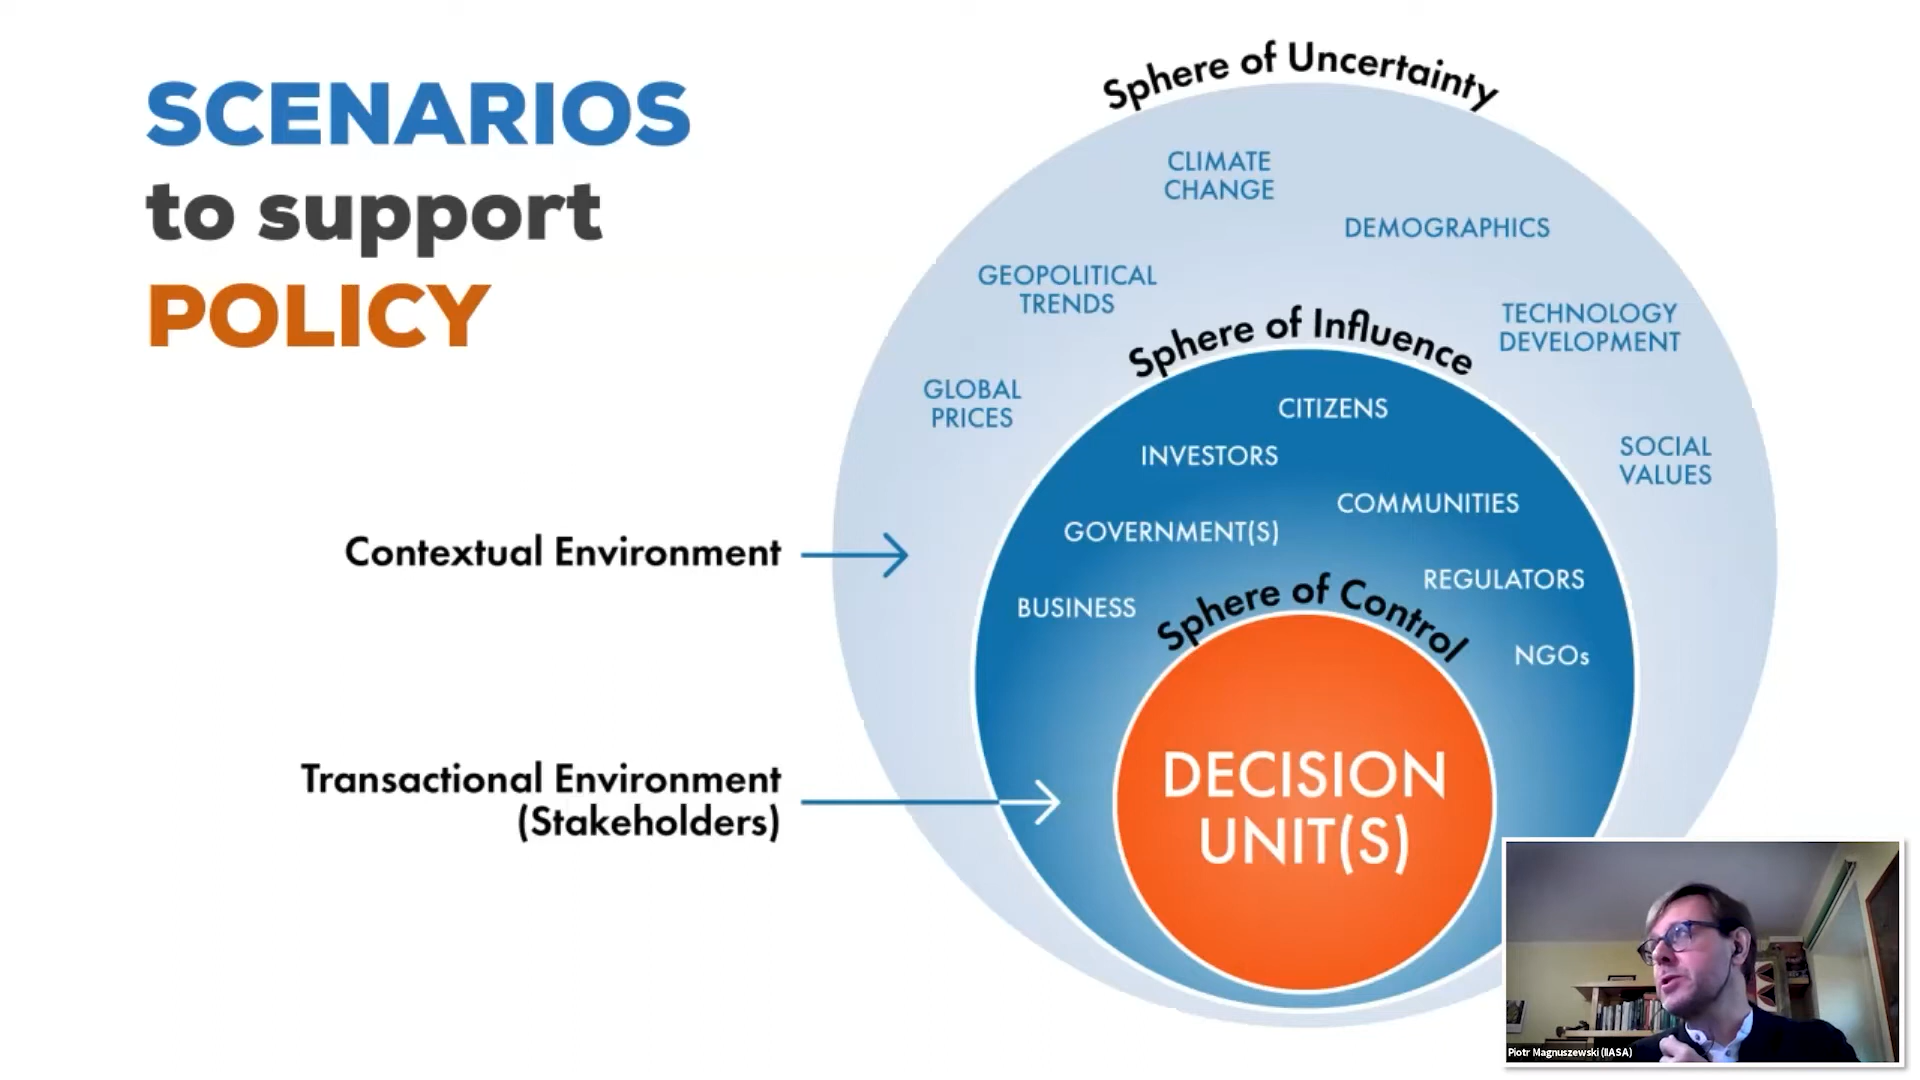 SCENARIOS
to support
POLICY
Sphere of Uncertainty
CLIMATE
CHANGE
DEMOGRAPHICS
GEOPOLITICAL
TRENDS
TECHNOLOGY
DEVELOPMENT
GLOBAL
PRICES
SOCIAL
VALUES
Sphere of Influence
CITIZENS
INVESTORS
COMMUNITIES
GOVERNMENT(S)
REGULATORS
BUSINESS
NGOs
Sphere of Control
DECISION
UNIT(S)
Contextual Environment
Transactional Environment
(Stakeholders)
Piotr Magnuszewski (IIASA)